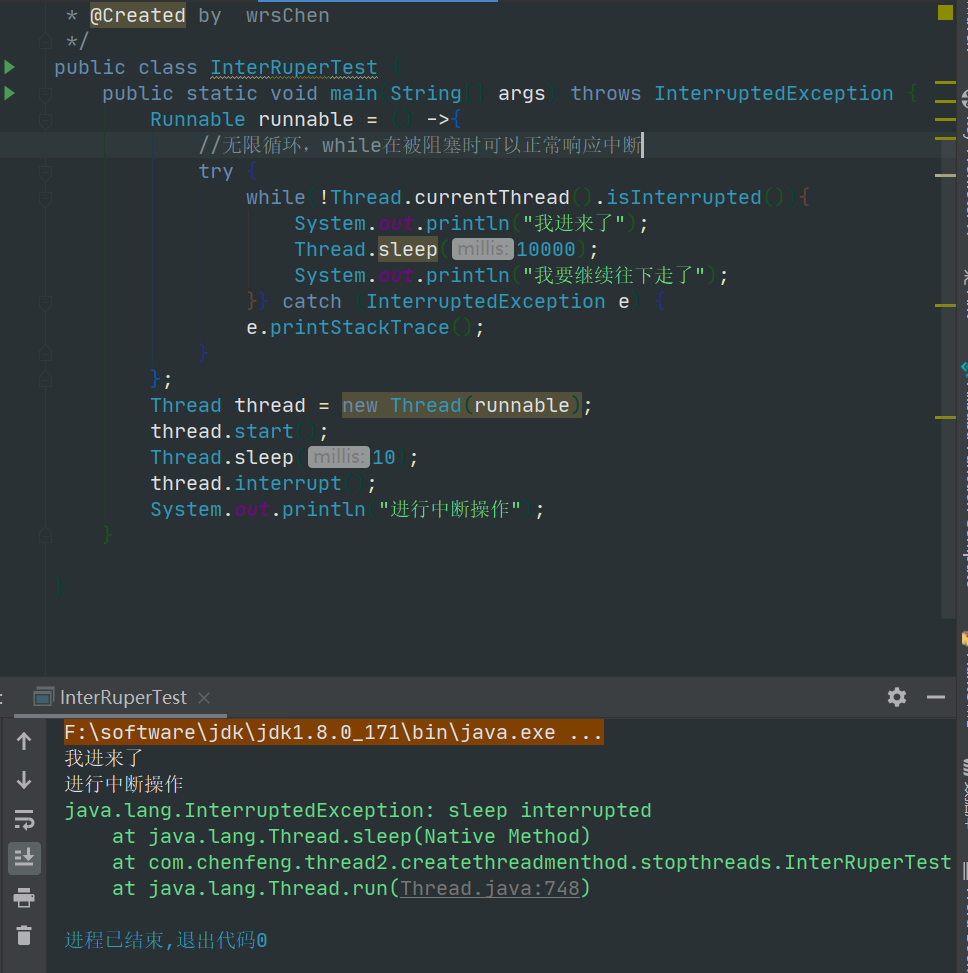 * @Created by  wrsChen
*/
public class InterRuperTest {
public static void main(String[] args) throws InterruptedException {
Runnable runnable = () ->{
//无限循环，while在被阻塞时可以正常响应中断
try {
while(!Thread.currentThread().isInterrupted()){
System.out.println("我进来了");
Thread.sleep( millis: 10000);
System.out.println("我要继续往下走了");
}} catch (InterruptedException e) {
e.printStackTrace();
}
};
Thread thread = new Thread(runnable);
thread.start();
Thread.sleep( millis: 10);
thread.interrupt();
System.out.println("进行中断操作");
}
}
InterRuperTest
F:\software\jdk\jdk1.8.0_171\bin\java.exe ...
我进来了
进行中断操作
java.lang.InterruptedException: sleep interrupted
at java.lang.Thread.sleep(Native Method)
at com.chenfeng.thread2.createthreadmenthod.stopthreads.InterRuperTest
at java.lang.Thread.run(Thread.java:748)
进程已结束,退出代码0